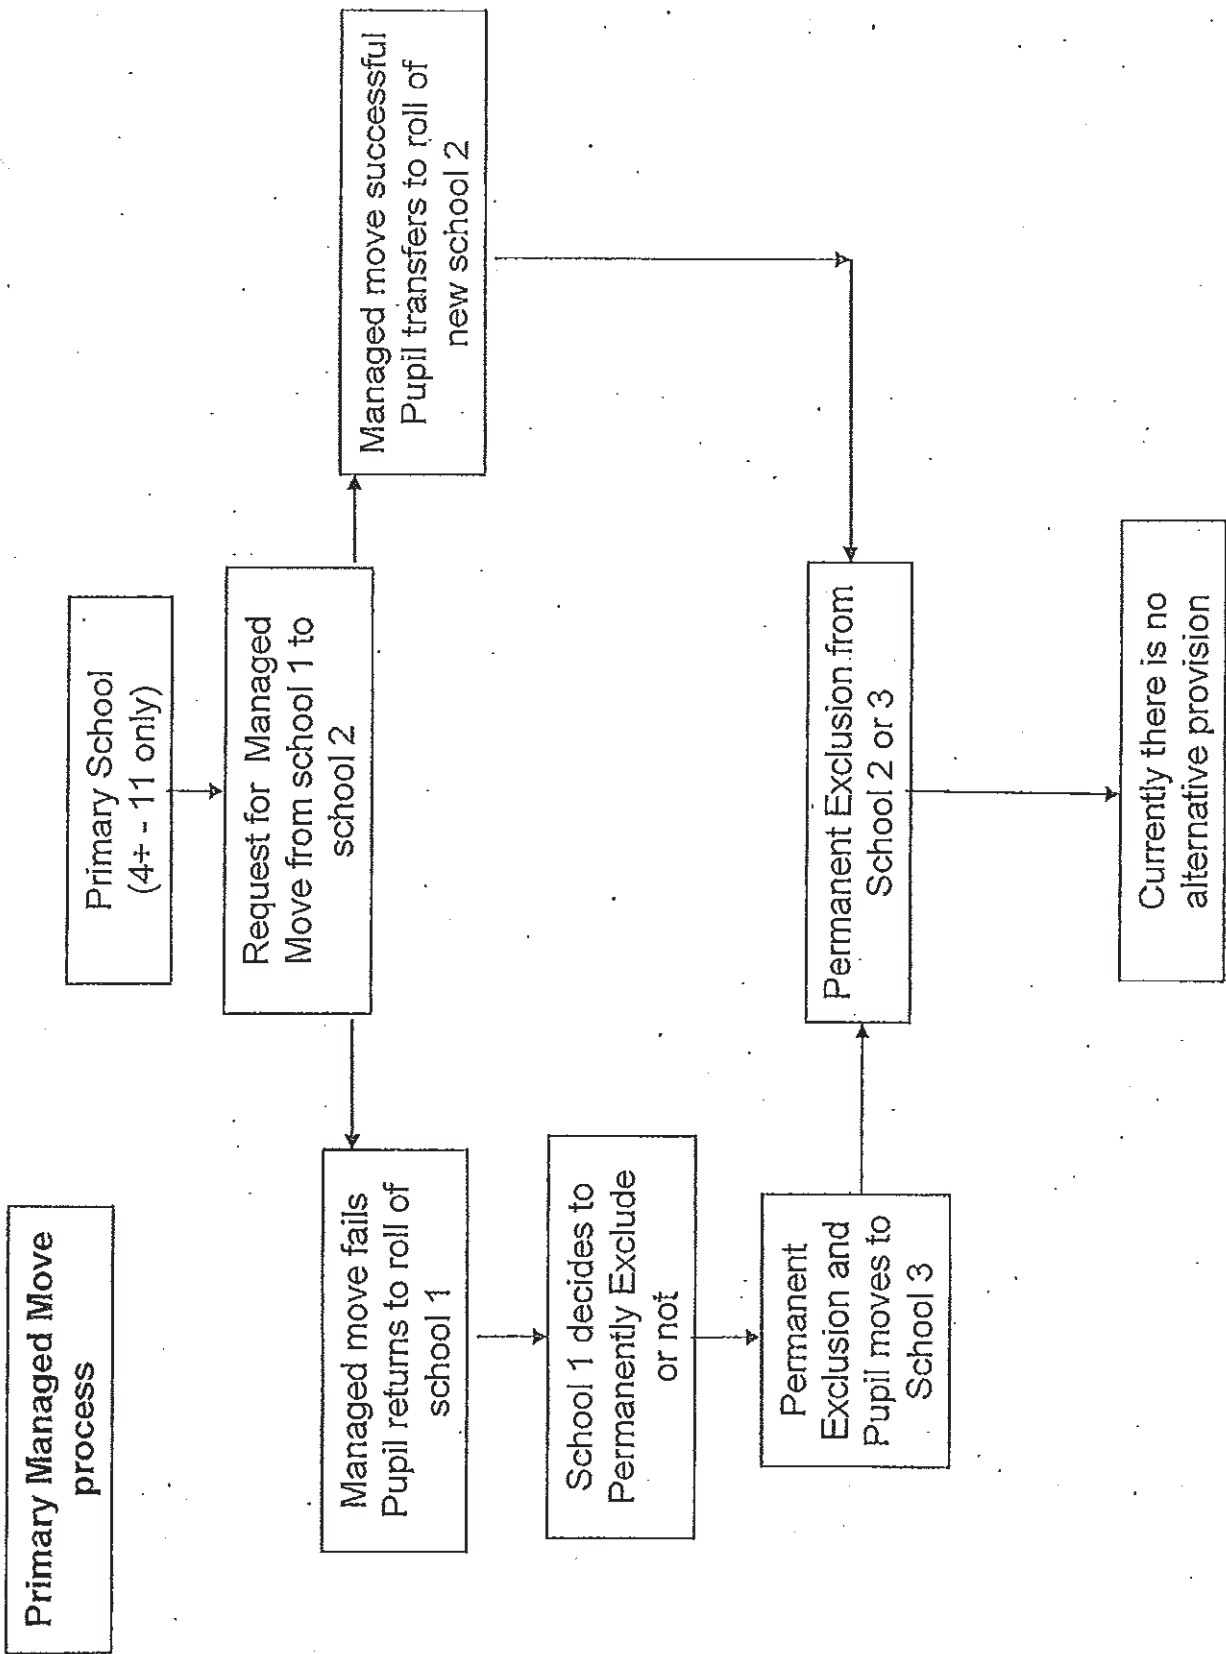 Primary Managed Move
process
Primary School
(4+ - 11 only)
Request for Managed
Move from school 1 to
school 2
Managed move fails
Pupil returns to roll of
school 1
Managed move successful
Pupil transfers to roll of
new school 2
School 1 decides to
Permanently Exclude
or not
Permanent
Exclusion and
Pupil moves to
School 3
Permanent Exclusion from
School 2 or 3
Currently there is no
alternative provision